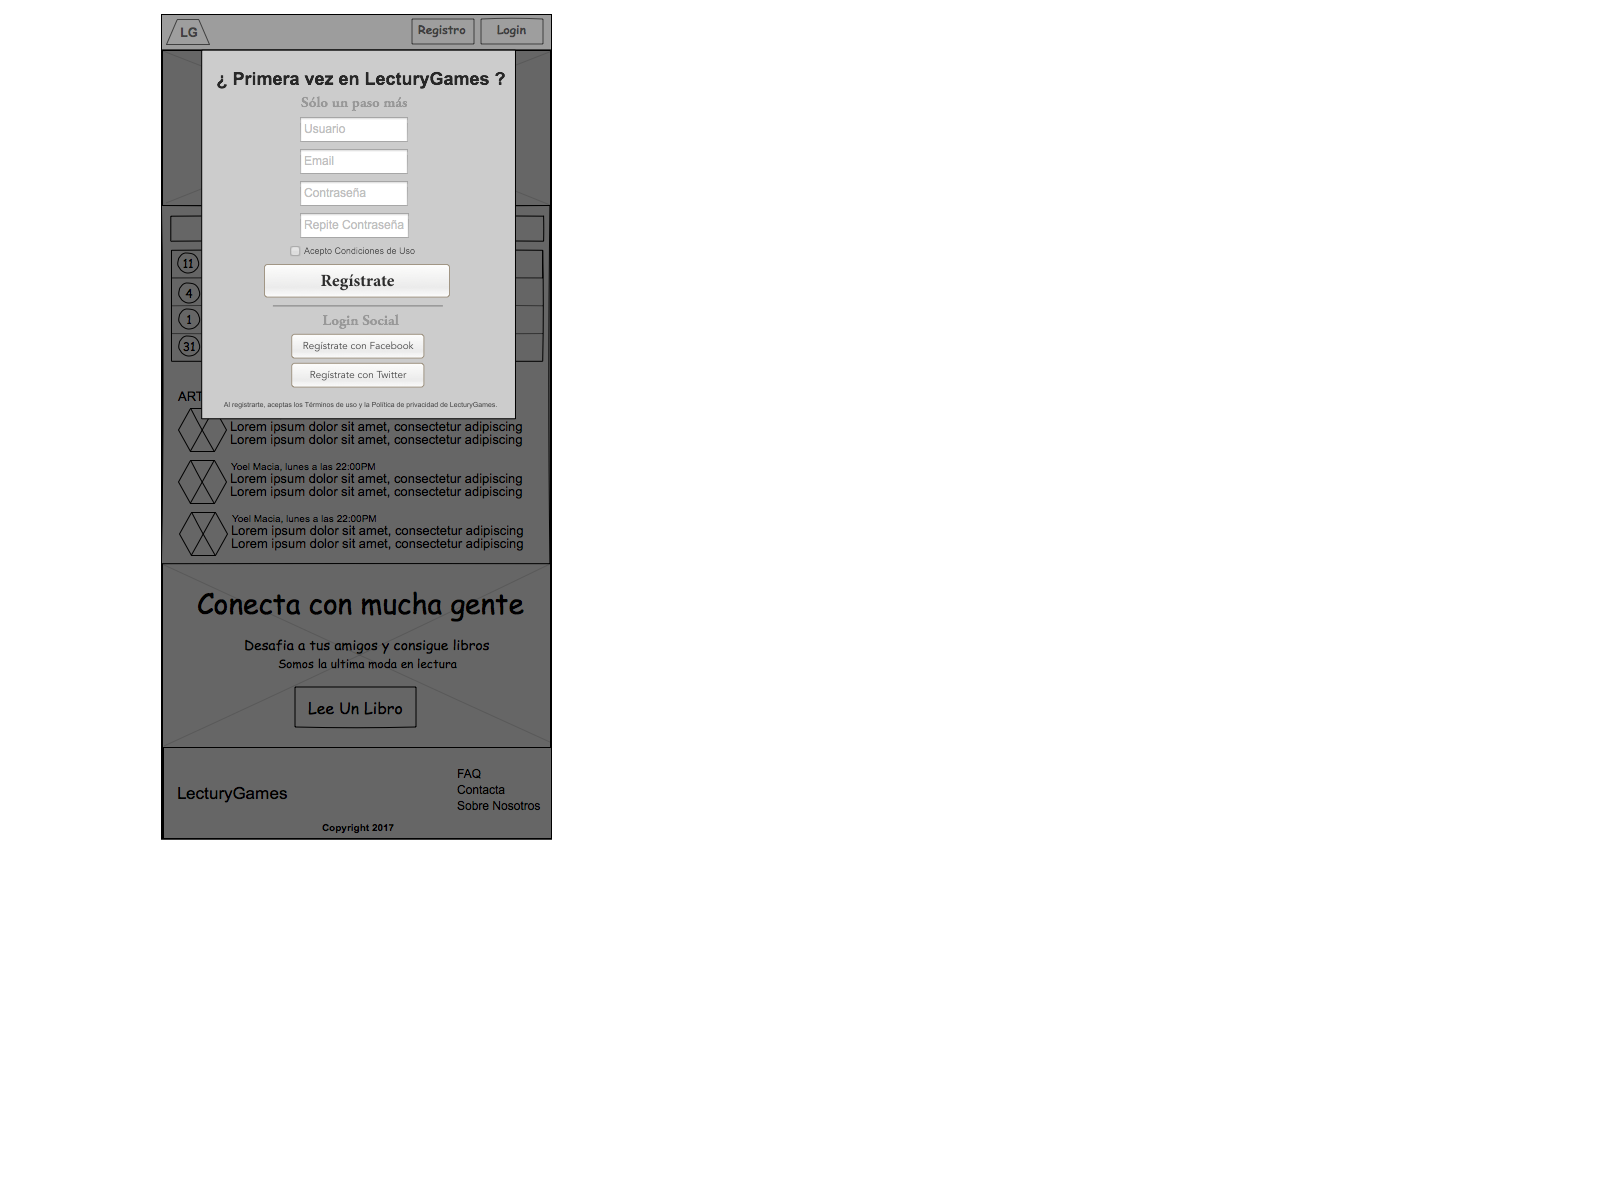 LG
Registro
Login
¿ Primera vez en LecturyGames ?
Sólo un paso más
Usuario
Email
Contraseña
Repite Contraseña
Acepto Condiciones de Uso
Regístrate
Login Social
Regístrate con Facebook
Regístrate con Twitter
Al registrarte, aceptas los Términos de uso y la Política de privacidad de LecturyGames.
11
4
1
31
ART
Lorem ipsum dolor sit amet, consectetur adipiscing
Lorem ipsum dolor sit amet, consectetur adipiscing
Yoel Macia, lunes a las 22:00PM
Lorem ipsum dolor sit amet, consectetur adipiscing
Lorem ipsum dolor sit amet, consectetur adipiscing
Yoel Macia, lunes a las 22:00PM
Lorem ipsum dolor sit amet, consectetur adipiscing
Lorem ipsum dolor sit amet, consectetur adipiscing
Conecta con mucha gente
Desafia a tus amigos y consigue libros
Somos la ultima moda en lectura
Lee Un Libro
LecturyGames
FAQ
Contacta
Sobre Nosotros
Copyright 2017